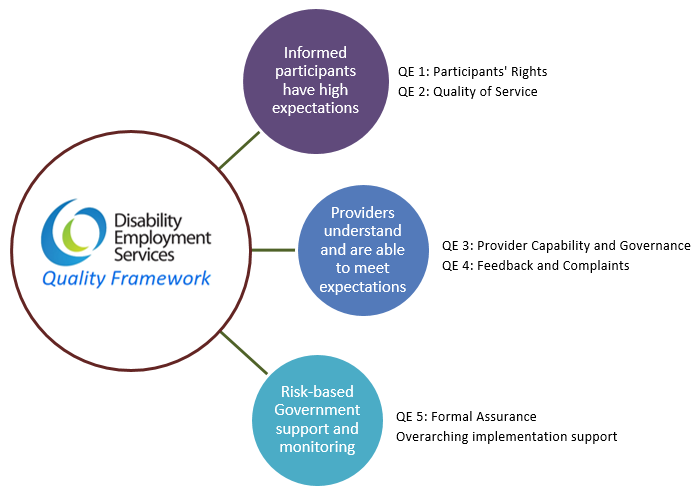 Informed
participants
have high
expectations
QE 1: Participants' Rights
QE 2: Quality of Service
Disability
Employment
Services
Quality Framework
Providers
understand
and are able
to meet
expectations
QE 3: Provider Capability and Governance
QE 4: Feedback and Complaints
Risk-based
Government
support and
monitoring
QE 5: Formal Assurance
Overarching implementation support